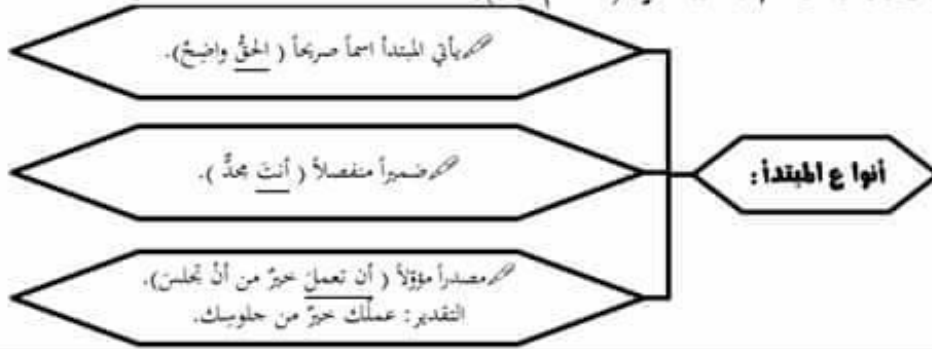 يأتي المبتدأ اسماً صريحاً ( الحقُّ واضحٌ).
أنوا ع المبتدأ:
ضميراً منفصلاً ( أنتَ مجدٌّ ).
مصدراً مؤوّلاً ( أن تعملَ خيرٌ من أنْ تجلسَ).
التقدير: عملُك خيرٌ من جلوسِك.